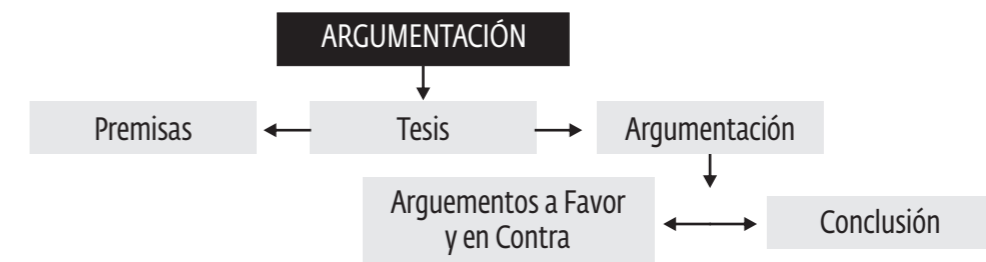 ARGUMENTACIÓN
Premisas
Tesis
Argumentación
Arguementos a Favor
y en Contra
Conclusión